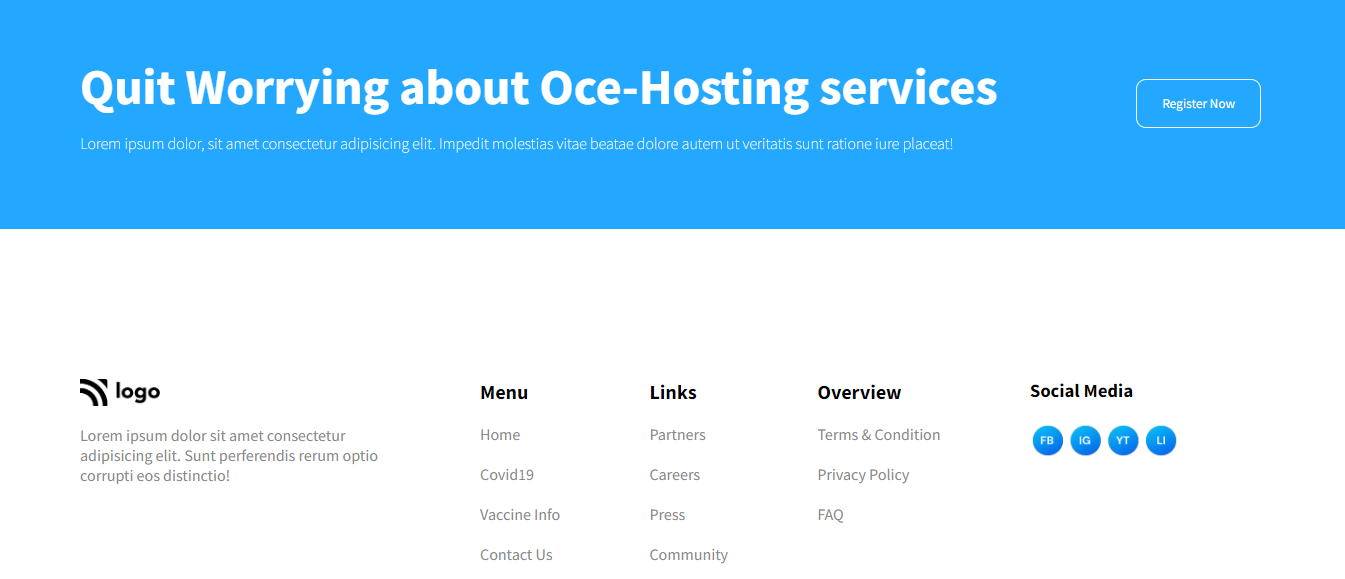 Quit Worrying about Oce-Hosting services
Register Now
Lorem ipsum dolor, sit amet consectetur adipisicing elit. Impedit molestias vitae beatae dolore autem ut veritatis sunt ratione iure placeat!
logo
Lorem ipsum dolor sit amet consectetur
adipisicing elit. Sunt perferendis rerum optio
corrupti eos distinctio!
Menu
Home
Covid19
Vaccine Info
Contact Us
Links
Partners
Careers
Press
Community
Overview
Terms & Condition
Privacy Policy
FAQ
Social Media
FB IG YT LI